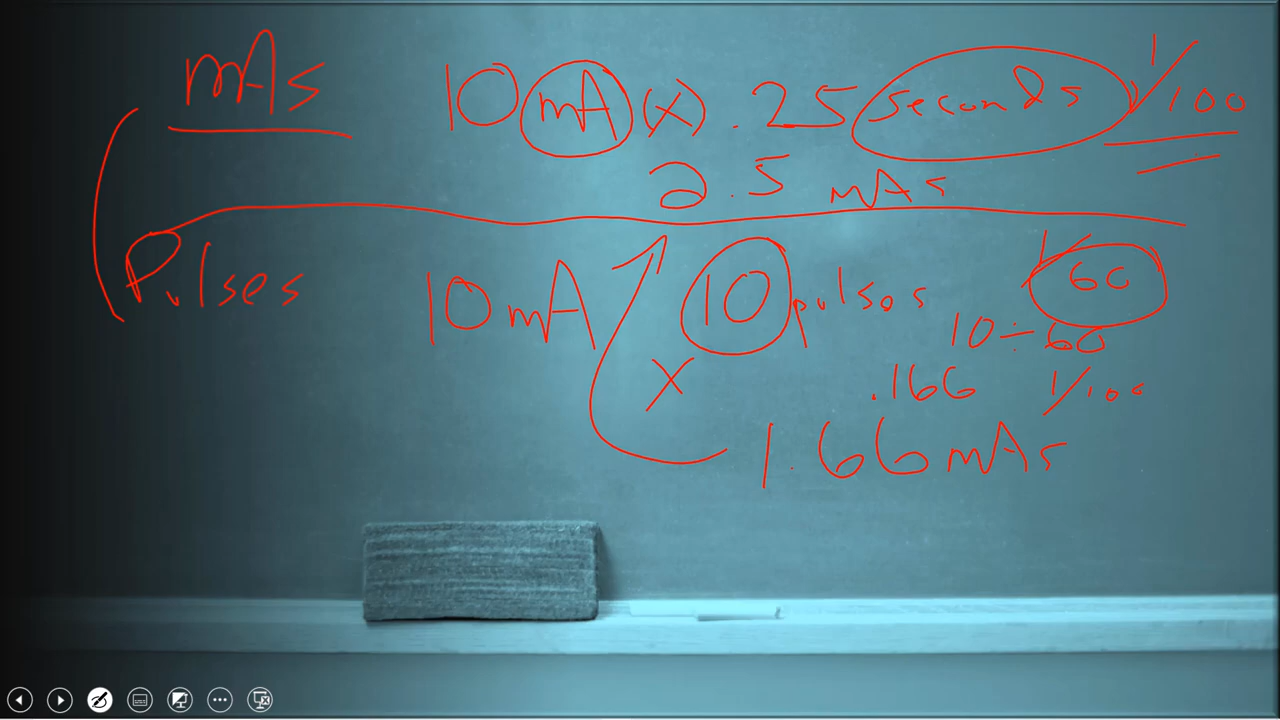 mAs 10 mA (x) .25 seconds 1/100
2.5 mAs
Pulses 10 mA x 10 pulses 1/60
10 ÷ 60
.166 1/100
1.66 mAs